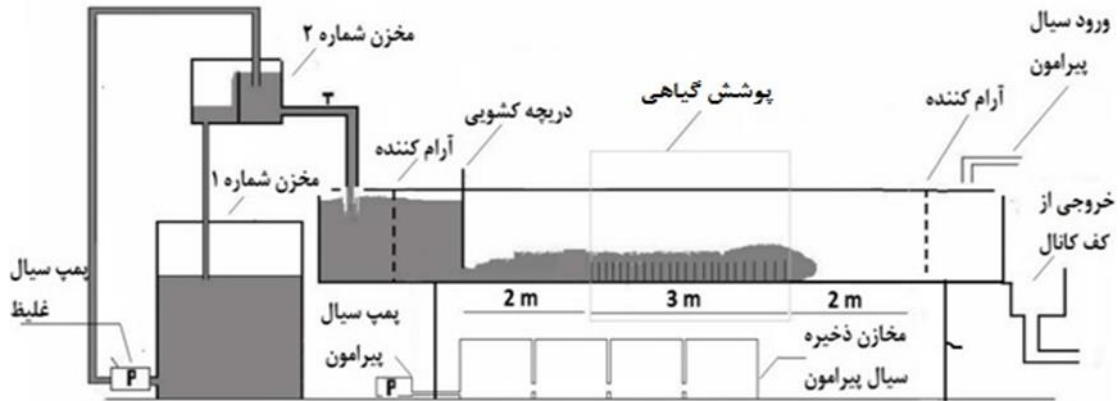 مخزن شماره ۲
ورود سیال
پیرامون
پوشش گیاهی
آرام کننده
دریچه کشویی
آرام کننده
مخزن شماره ۱
خروجی از
کف کانال
پمپ سیال
غلیظ
P
2 m
3 m
2 m
پمپ سیال
پیرامون
P
مخازن ذخیره
سیال پیرامون